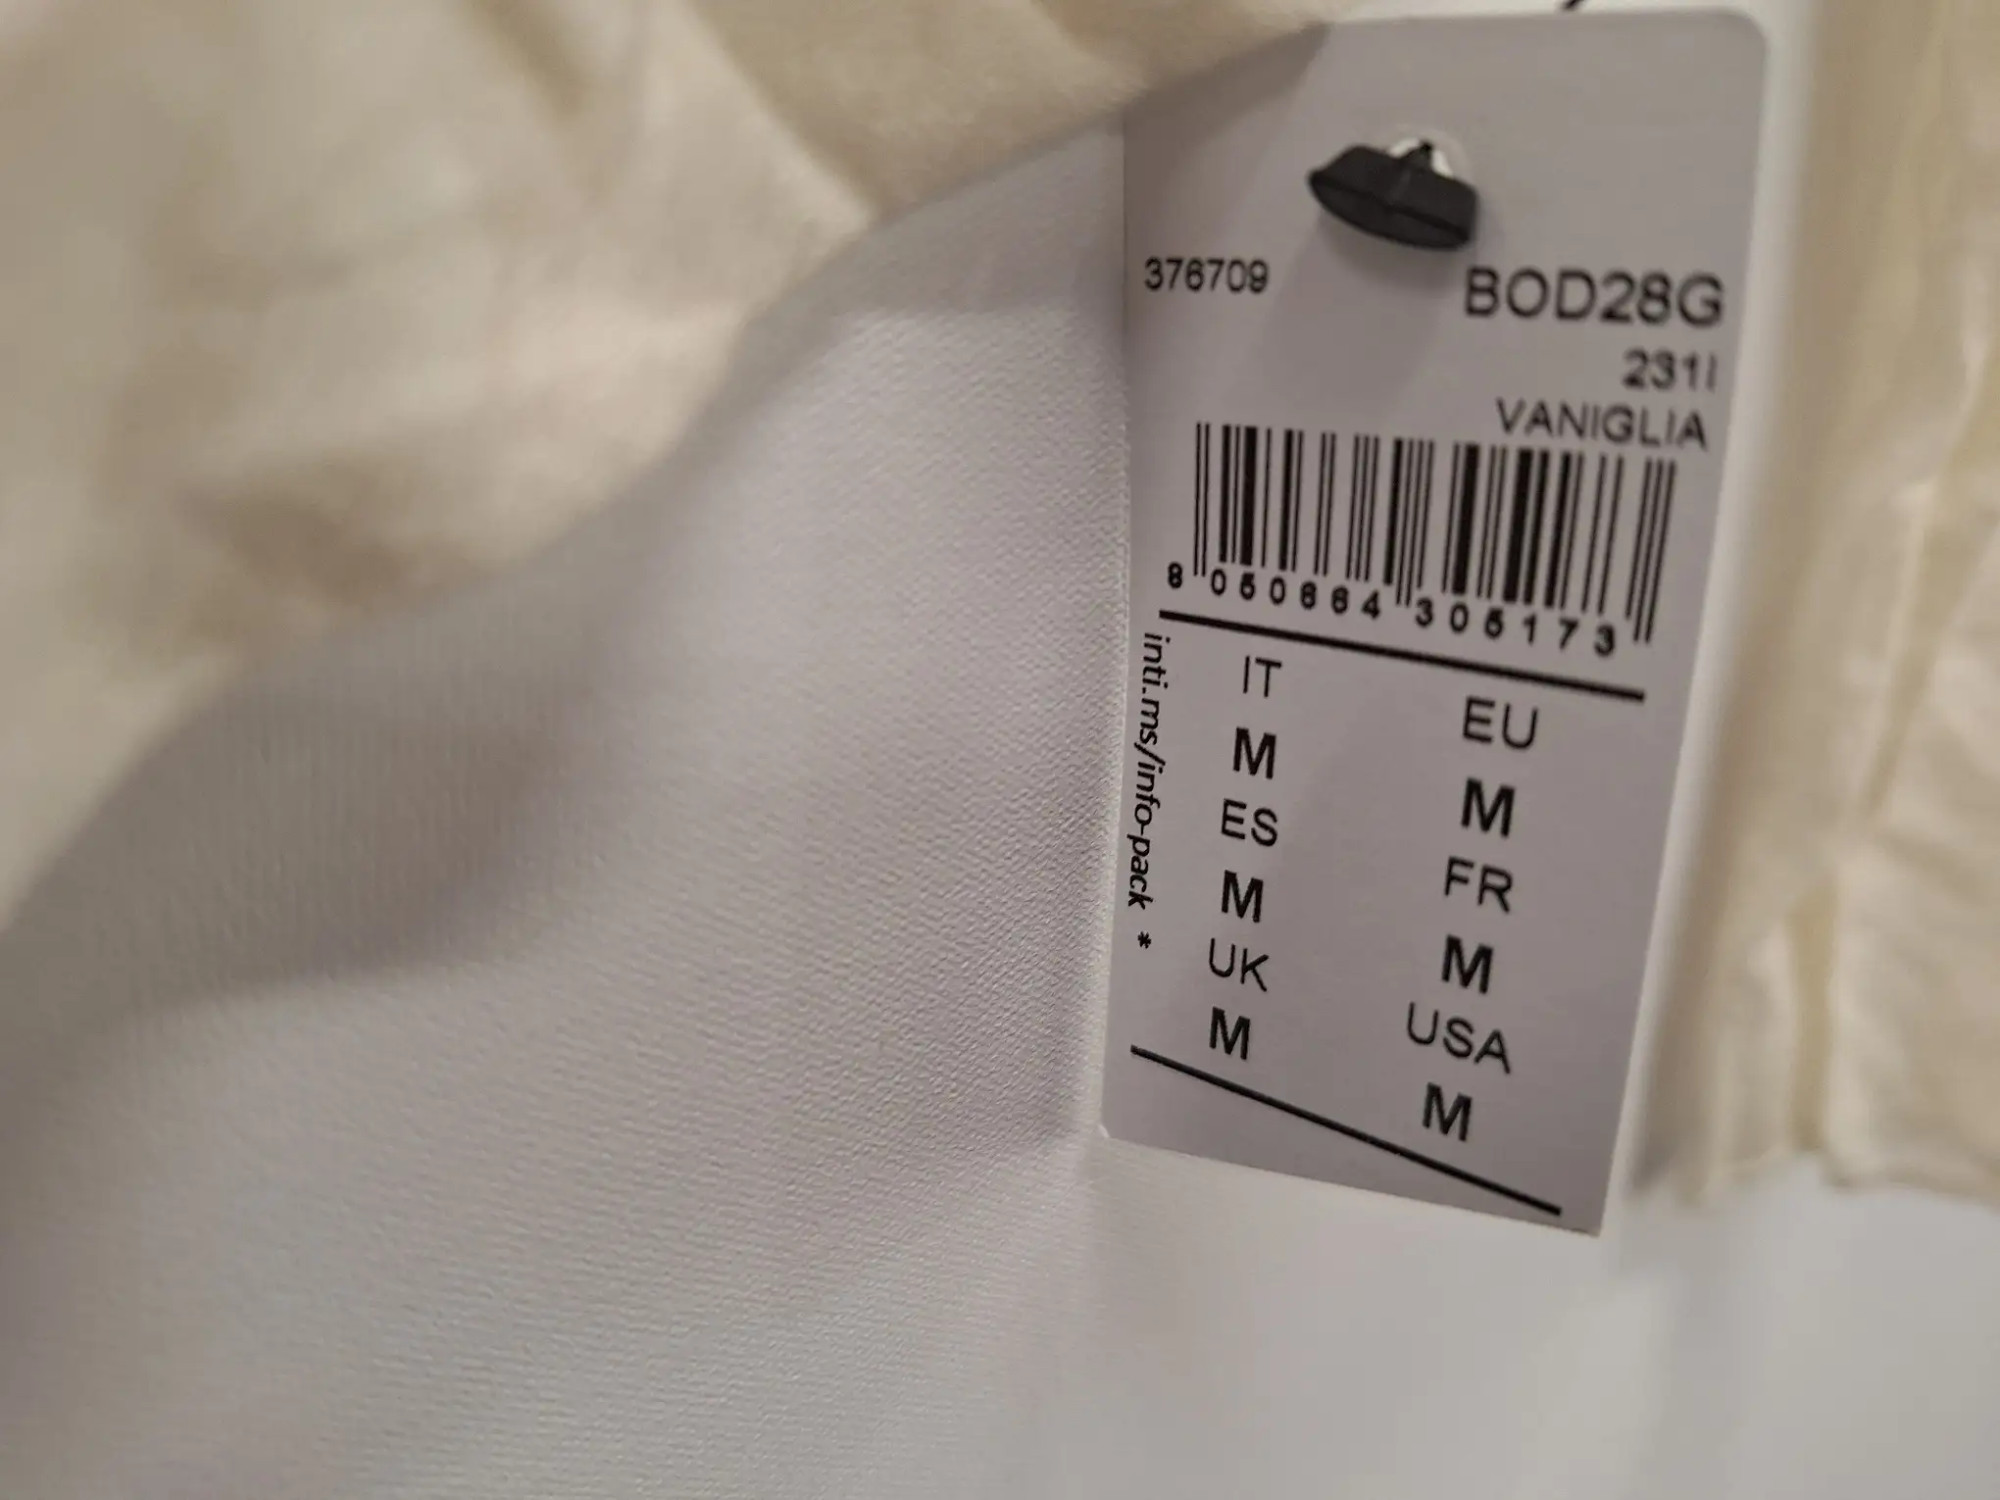 376709
BOD28G
231I
VANIGLIA
8 050664 305173
inti.ms/info-pack *
IT EU
M M
ES FR
M M
UK USA
M M